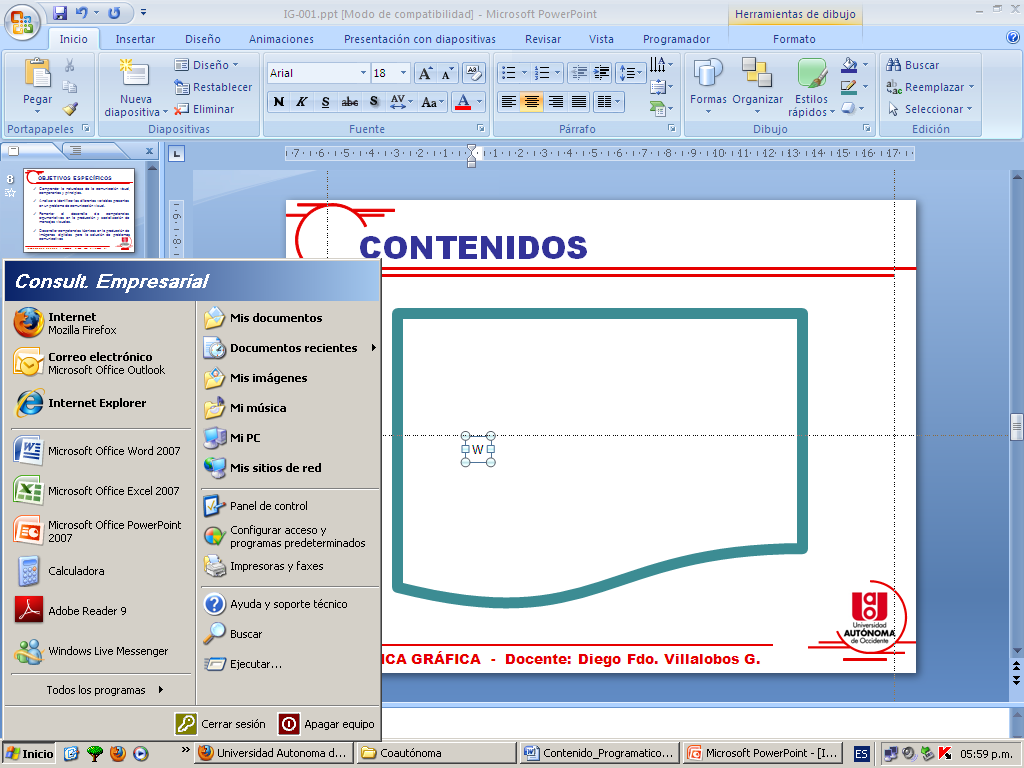 IG-001.ppt [Modo de compatibilidad] - Microsoft PowerPoint
Herramientas de dibujo
Inicio Insertar Diseño Animaciones Presentación con diapositivas Revisar Vista Programador Formato
Pegar
Portapapeles
Nueva diapositiva
Diseño
Restablecer
Eliminar
Diapositivas
Arial 18
N K S abc S AV Aa A
Fuente
Párrafo
Formas Organizar Estilos rápidos
Dibujo
Buscar
Reemplazar
Seleccionar
Edición
8
OBJETIVOS ESPECÍFICOS
CONTENIDOS
W
Universidad
AUTÓNOMA
de Occidente
ICA GRÁFICA - Docente: Diego Fdo. Villalobos G.
Consult. Empresarial
Internet
Mozilla Firefox
Correo electrónico
Microsoft Office Outlook
Internet Explorer
Microsoft Office Word 2007
Microsoft Office Excel 2007
Microsoft Office PowerPoint
2007
Calculadora
Adobe Reader 9
Windows Live Messenger
Todos los programas
Mis documentos
Documentos recientes
Mis imágenes
Mi música
Mi PC
Mis sitios de red
Panel de control
Configurar acceso y
programas predeterminados
Impresoras y faxes
Ayuda y soporte técnico
Buscar
Ejecutar...
Cerrar sesión Apagar equipo
Inicio
Universidad Autonoma d...
Coautónoma
Contenido_Programatico...
Microsoft PowerPoint - [I...
ES
05:59 p.m.